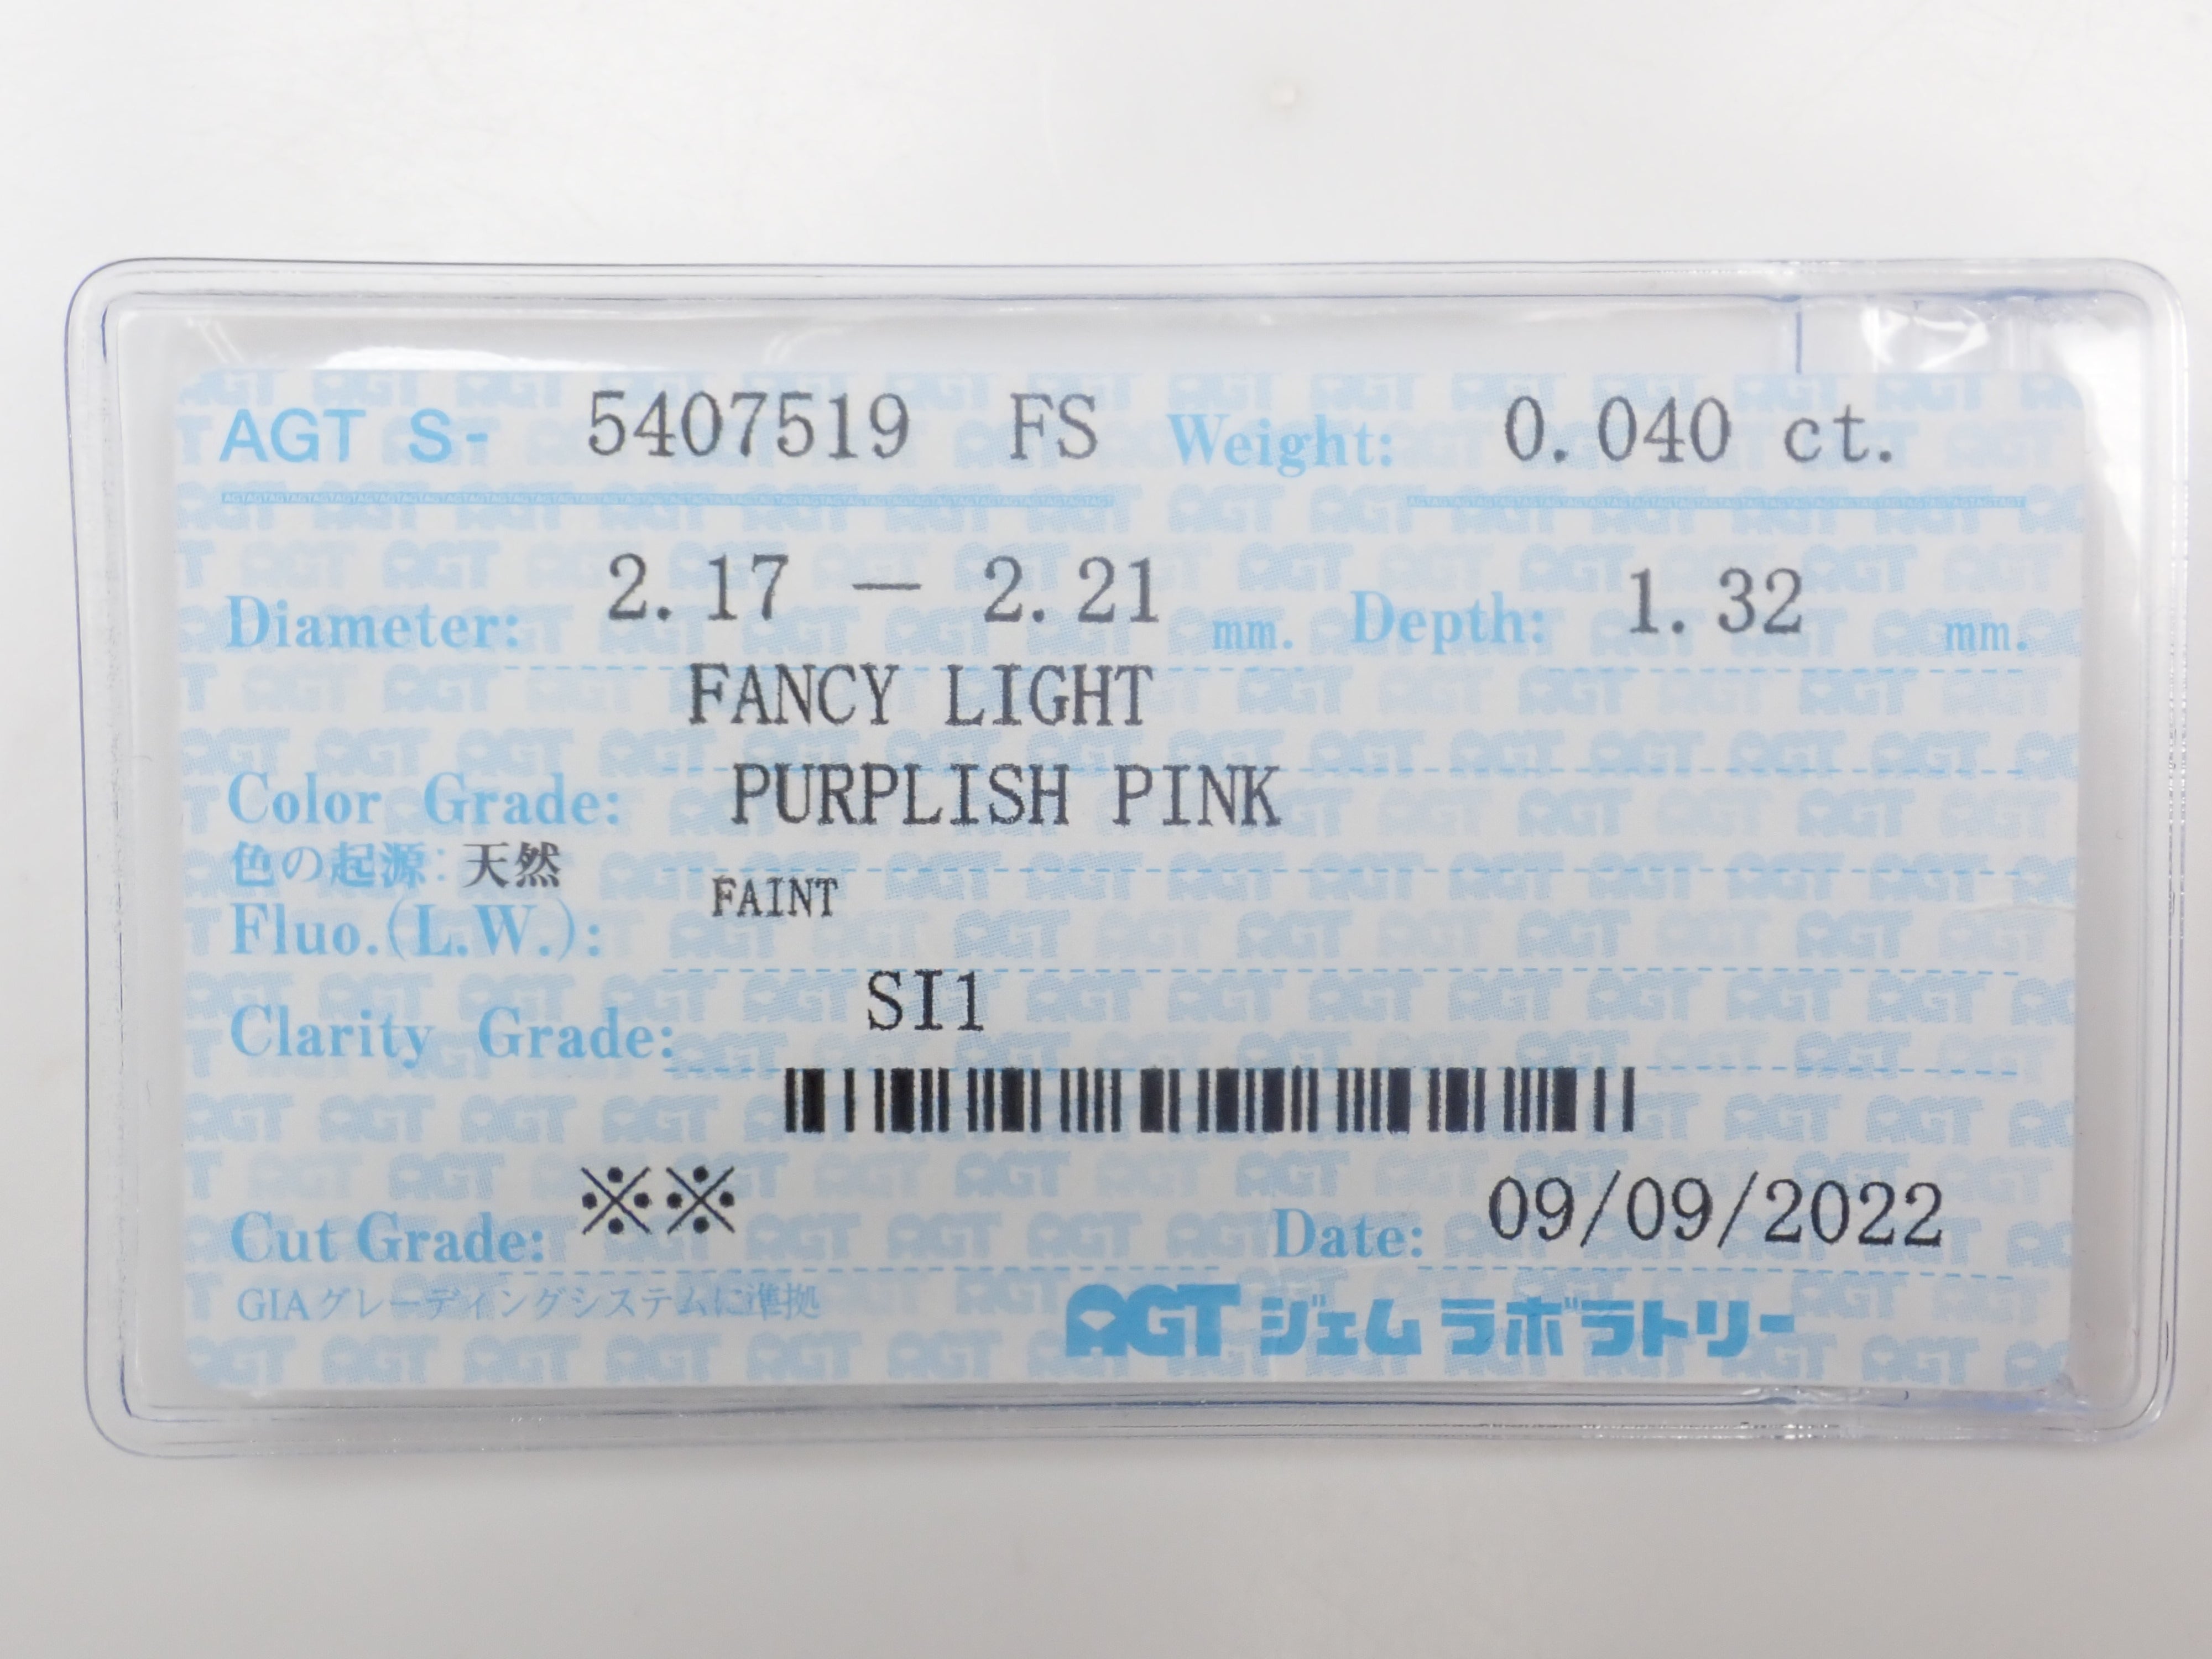 AGT S- 5407519 FS Weight: 0.040 ct.
Diameter: 2.17 － 2.21 mm. Depth: 1.32 mm.
FANCY LIGHT
Color Grade: PURPLISH PINK
色の起源: 天然
Fluo.(L.W.): FAINT
Clarity Grade: SI1
Cut Grade: ※※ Date: 09/09/2022
GIAグレーディングシステムに準拠
AGT ジェム ラボラトリー